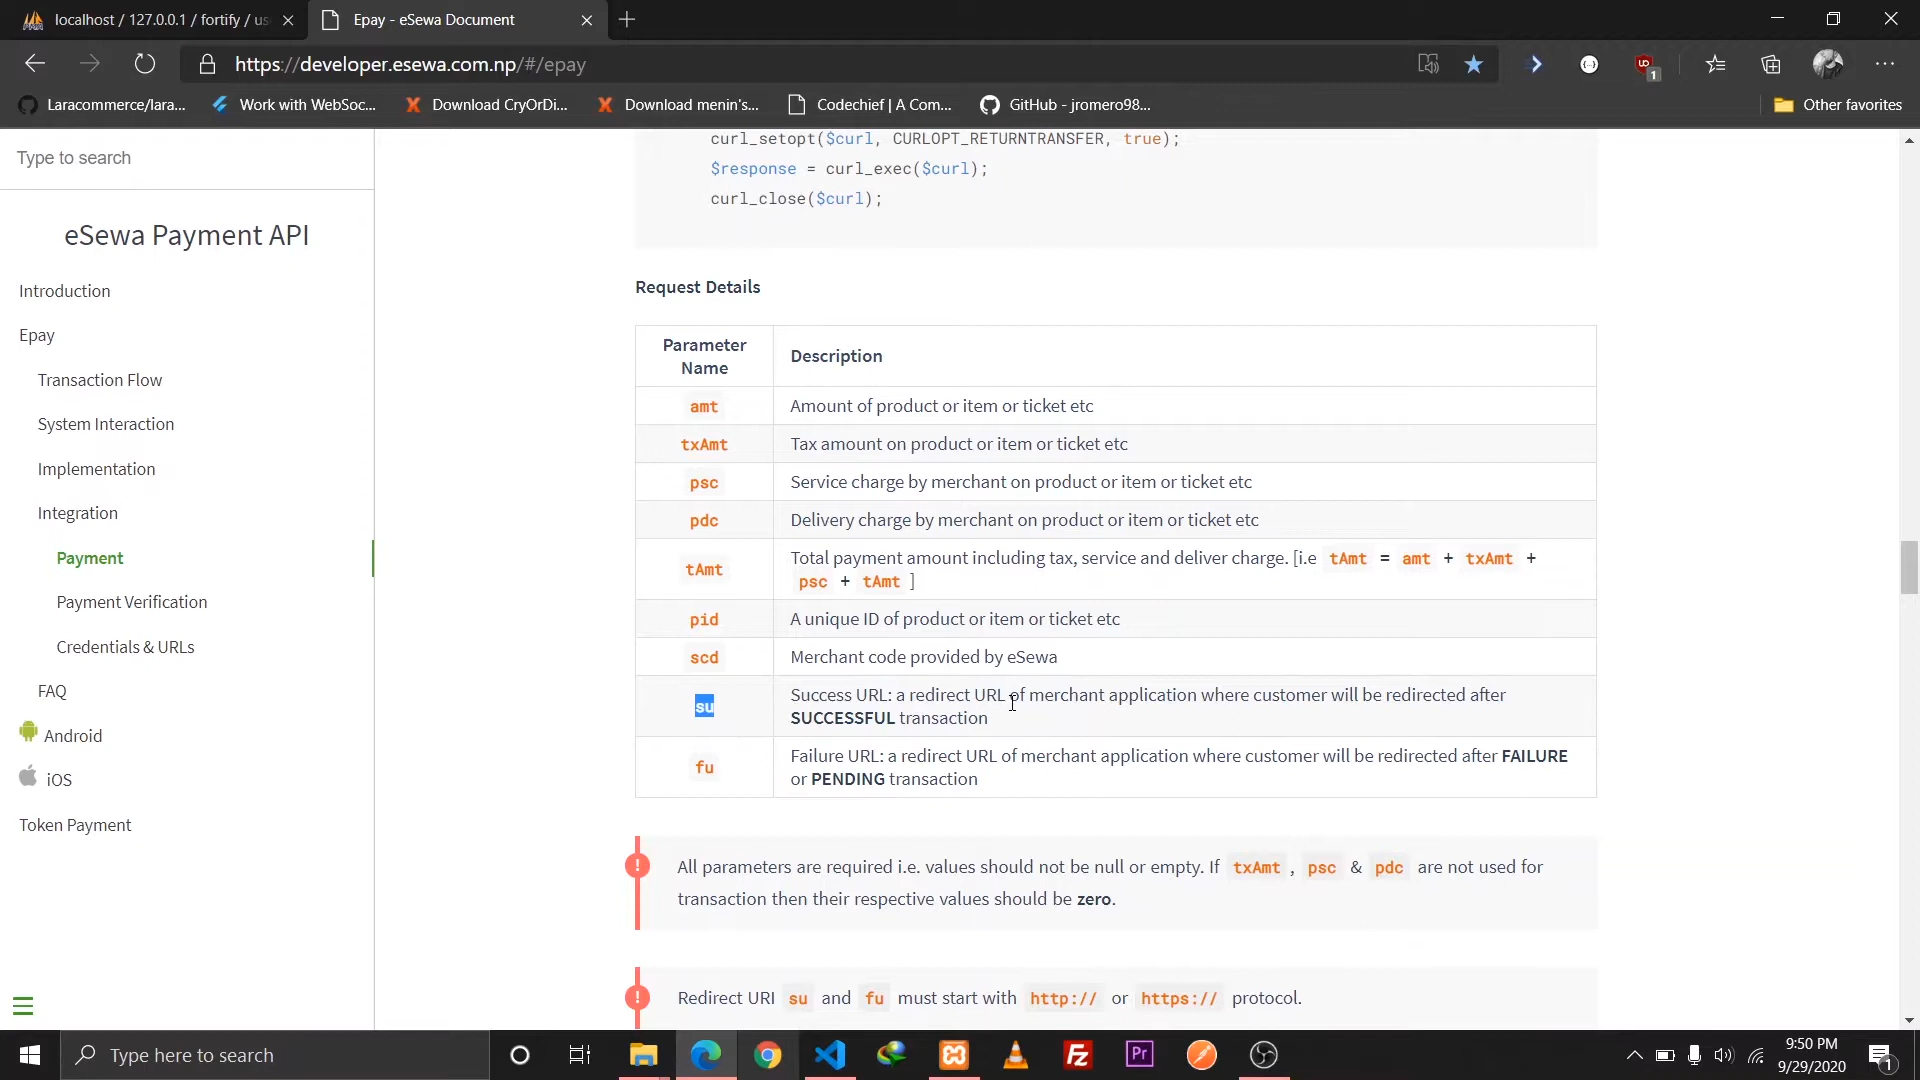 localhost / 127.0.0.1 / fortify / us
Epay - eSewa Document
https://developer.esewa.com.np/#/epay
1
Laracommerce/lara...
Work with WebSoc...
Download CryOrDi...
Download menin's...
Codechief | A Com...
GitHub - jromero98...
Other favorites
Type to search
eSewa Payment API
Introduction
Epay
Transaction Flow
System Interaction
Implementation
Integration
Payment
Payment Verification
Credentials & URLs
FAQ
Android
iOS
Token Payment
curl_setopt($curl, CURLOPT_RETURNTRANSFER, true);
$response = curl_exec($curl);
curl_close($curl);
Request Details
Parameter Name Description
amt Amount of product or item or ticket etc
txAmt Tax amount on product or item or ticket etc
psc Service charge by merchant on product or item or ticket etc
pdc Delivery charge by merchant on product or item or ticket etc
tAmt Total payment amount including tax, service and deliver charge. [i.e tAmt = amt + txAmt +
psc + tAmt ]
pid A unique ID of product or item or ticket etc
scd Merchant code provided by eSewa
su Success URL: a redirect URL of merchant application where customer will be redirected after
SUCCESSFUL transaction
fu Failure URL: a redirect URL of merchant application where customer will be redirected after FAILURE
or PENDING transaction
! All parameters are required i.e. values should not be null or empty. If txAmt , psc & pdc are not used for
transaction then their respective values should be zero.
! Redirect URI su and fu must start with http:// or https:// protocol.
Type here to search
9:50 PM
9/29/2020
1